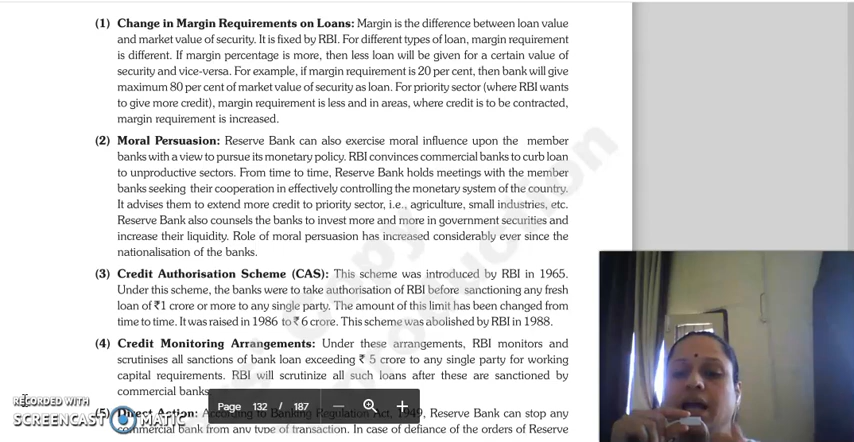 (1) Change in Margin Requirements on Loans: Margin is the difference between loan value
and market value of security. It is fixed by RBI. For different types of loan, margin requirement
is different. If margin percentage is more, then less loan will be given for a certain value of
security and vice-versa. For example, if margin requirement is 20 per cent, then bank will give
maximum 80 per cent of market value of security as loan. For priority sector (where RBI wants
to give more credit), margin requirement is less and in areas, where credit is to be contracted,
margin requirement is increased.
(2) Moral Persuasion: Reserve Bank can also exercise moral influence upon the member
banks with a view to pursue its monetary policy. RBI convinces commercial banks to curb loan
to unproductive sectors. From time to time, Reserve Bank holds meetings with the member
banks seeking their cooperation in effectively controlling the monetary system of the country.
It advises them to extend more credit to priority sector, i.e., agriculture, small industries, etc.
Reserve Bank also counsels the banks to invest more and more in government securities and
increase their liquidity. Role of moral persuasion has increased considerably ever since the
nationalisation of the banks.
(3) Credit Authorisation Scheme (CAS): This scheme was introduced by RBI in 1965.
Under this scheme, the banks were to take authorisation of RBI before sanctioning any fresh
loan of ₹1 crore or more to any single party. The amount of this limit has been changed from
time to time. It was raised in 1986 to ₹ 6 crore. This scheme was abolished by RBI in 1988.
(4) Credit Monitoring Arrangements: Under these arrangements, RBI monitors and
scrutinises all sanctions of bank loan exceeding ₹ 5 crore to any single party for working
capital requirements. RBI will scrutinize all such loans after these are sanctioned by
commercial banks
(5) Direct Action: According to Banking Regulation Act, 1949, Reserve Bank can stop any
commercial bank from any type of transaction. In case of defiance of the orders of Reserve
Page 132 / 187
RECORDED WITH
SCREENCAST MATIC